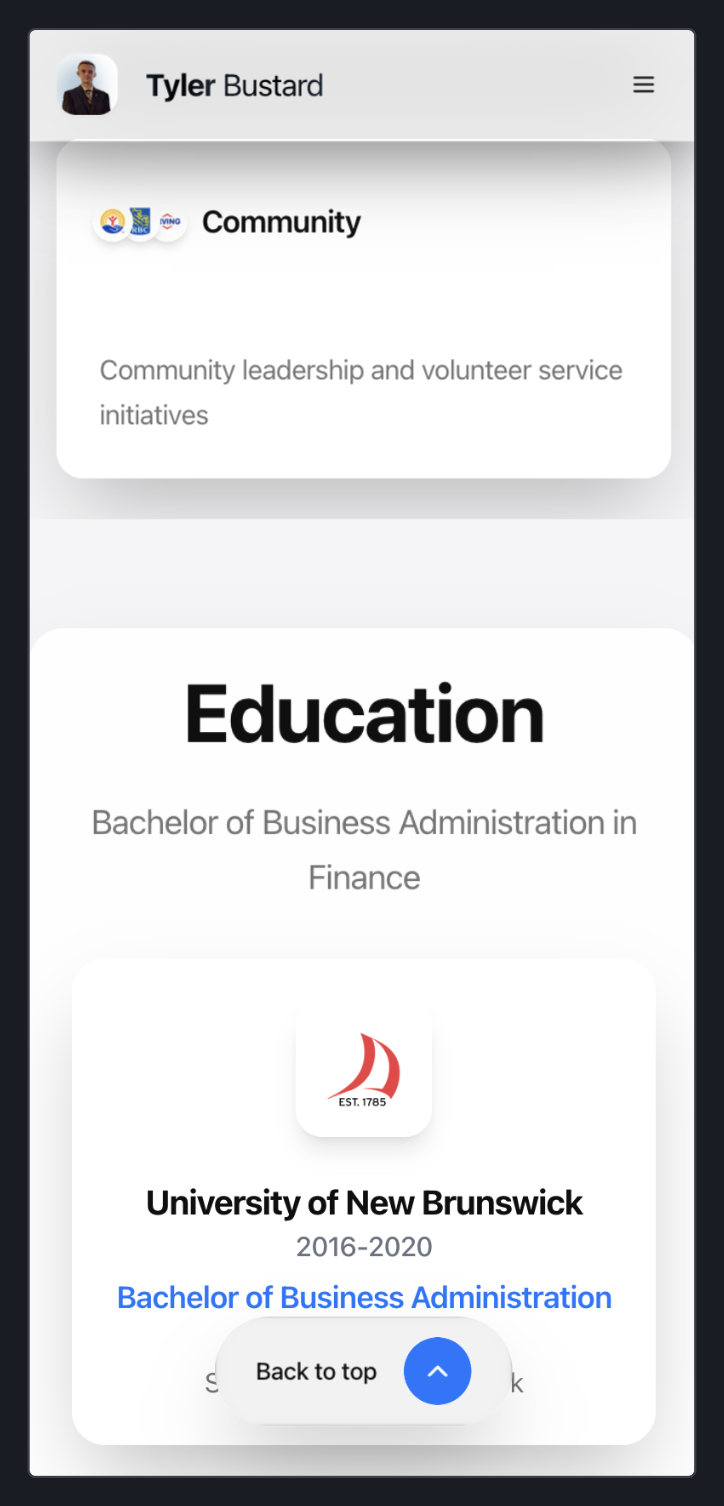 Tyler Bustard
RBC
IVING
Community
Community leadership and volunteer service
initiatives
Education
Bachelor of Business Administration in
Finance
EST. 1785
University of New Brunswick
2016-2020
Bachelor of Business Administration
Back to top